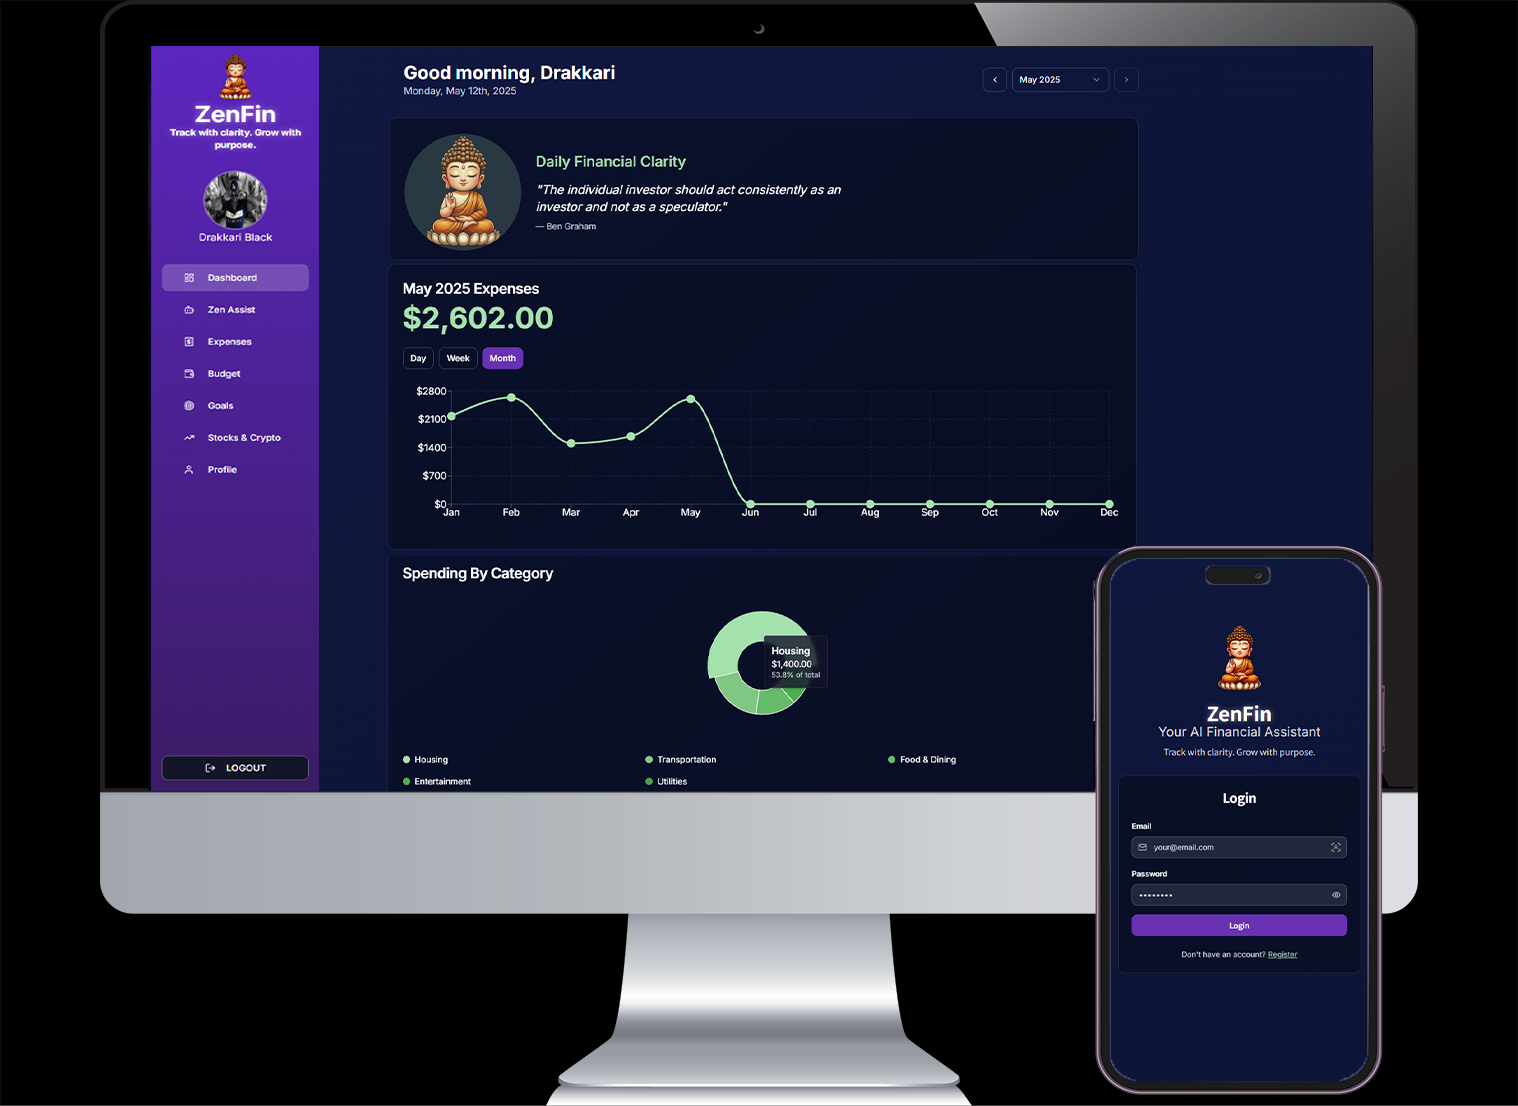 ZenFin
Track with clarity. Grow with
purpose.
Drakkari Black
Dashboard
Zen Assist
Expenses
Budget
Goals
Stocks & Crypto
Profile
LOGOUT
Good morning, Drakkari
Monday, May 12th, 2025
May 2025
Daily Financial Clarity
"The individual investor should act consistently as an
investor and not as a speculator."
— Ben Graham
May 2025 Expenses
$2,602.00
Day Week Month
$2800
$2100
$1400
$700
$0
Jan Feb Mar Apr May Jun Jul Aug Sep Oct Nov Dec
Spending By Category
Housing
$1,400.00
53.8% of total
Housing Transportation Food & Dining
Entertainment Utilities
ZenFin
Your AI Financial Assistant
Track with clarity. Grow with purpose.
Login
Email
your@email.com
Password
••••••••
Login
Don't have an account? Register